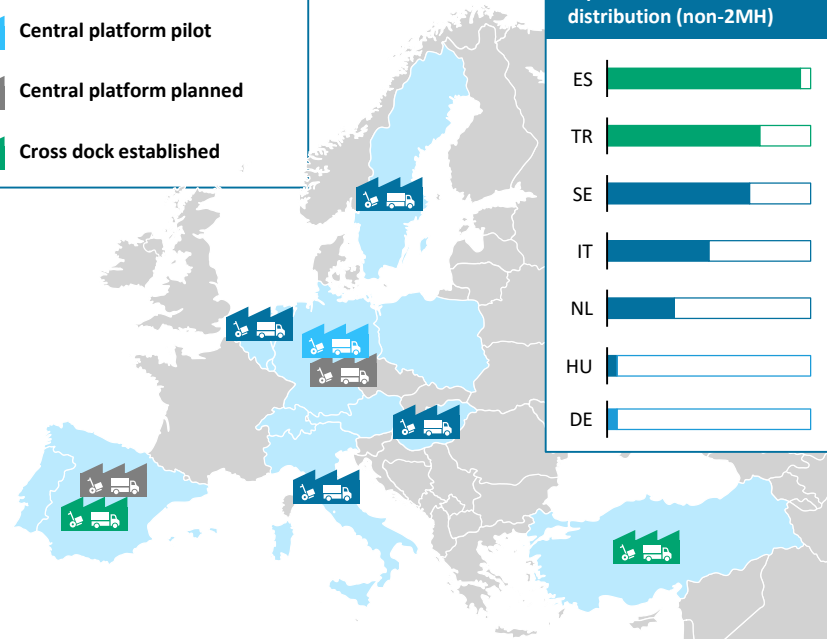 Central platform pilot
Central platform planned
Cross dock established
distribution (non-2MH)
ES
TR
SE
IT
NL
HU
DE